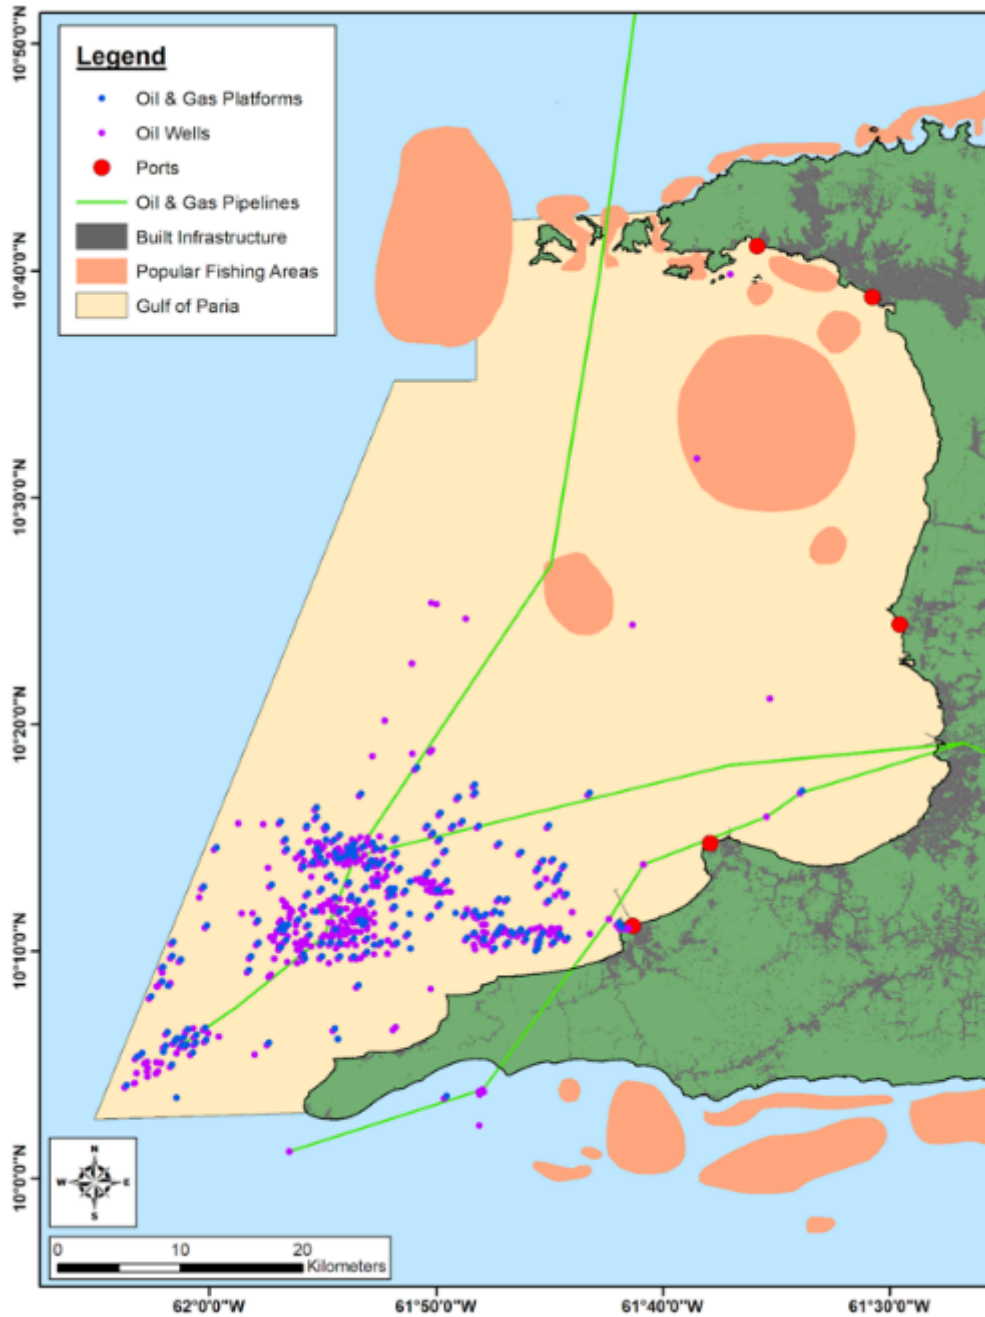 Legend
Oil & Gas Platforms
Oil Wells
Ports
Oil & Gas Pipelines
Built Infrastructure
Popular Fishing Areas
Gulf of Paria
10°50'0"N
10°40'0"N
10°30'0"N
10°20'0"N
10°10'0"N
10°0'0"N
N
W E
S
0 10 20
Kilometers
62°0'0"W 61°50'0"W 61°40'0"W 61°30'0"W